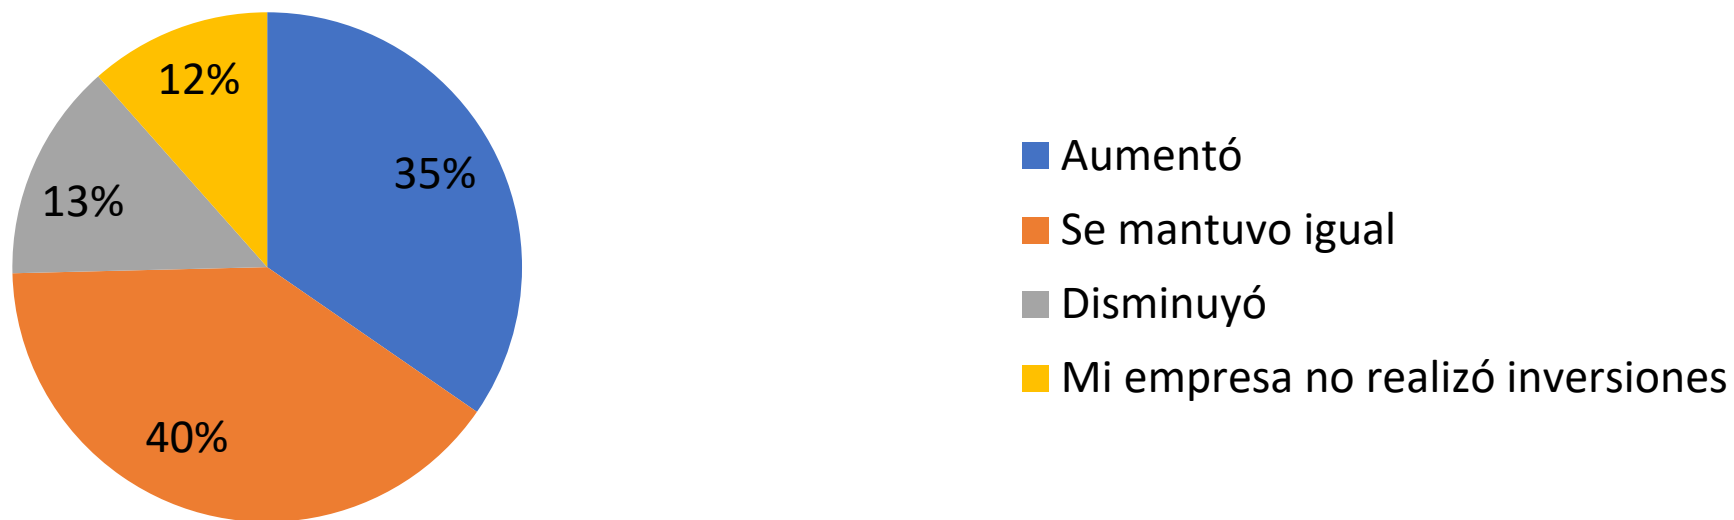 12%
35%
13%
40%
Aumentó
Se mantuvo igual
Disminuyó
Mi empresa no realizó inversiones